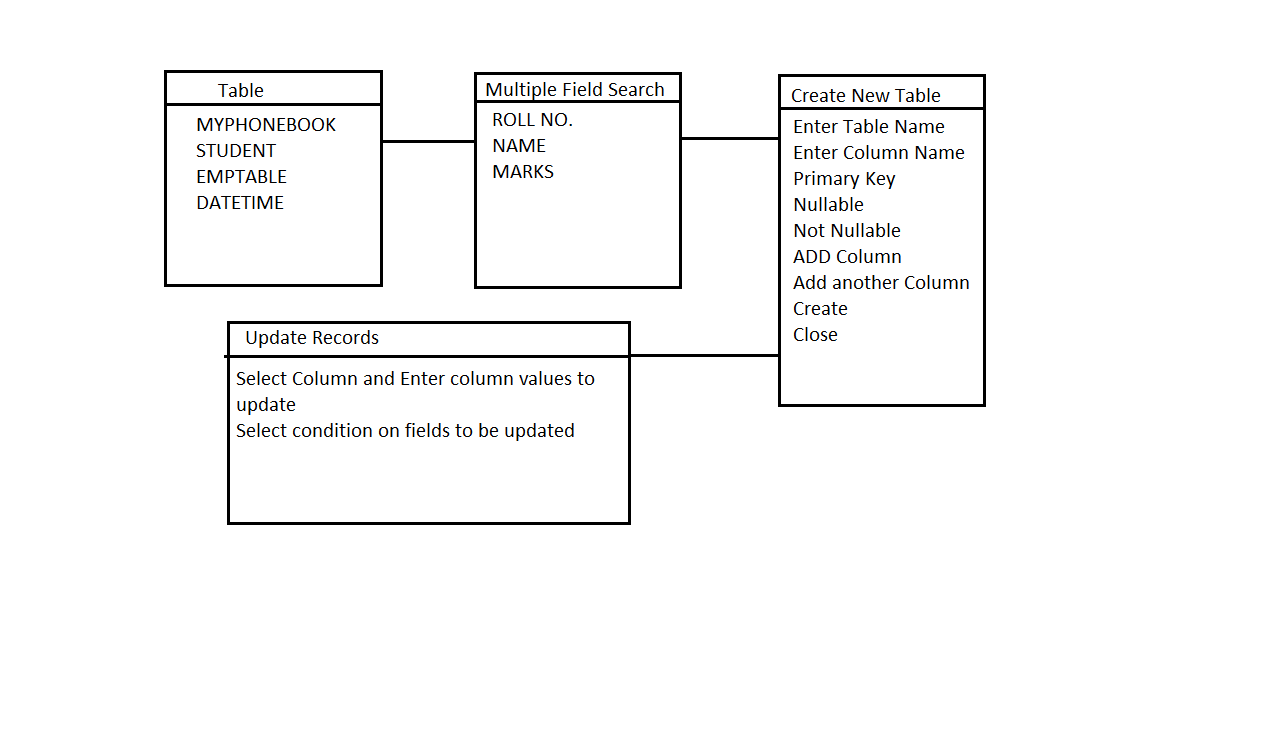 Table
MYPHONEBOOK
STUDENT
EMPTABLE
DATETIME
Multiple Field Search
ROLL NO.
NAME
MARKS
Create New Table
Enter Table Name
Enter Column Name
Primary Key
Nullable
Not Nullable
ADD Column
Add another Column
Create
Close
Update Records
Select Column and Enter column values to
update
Select condition on fields to be updated